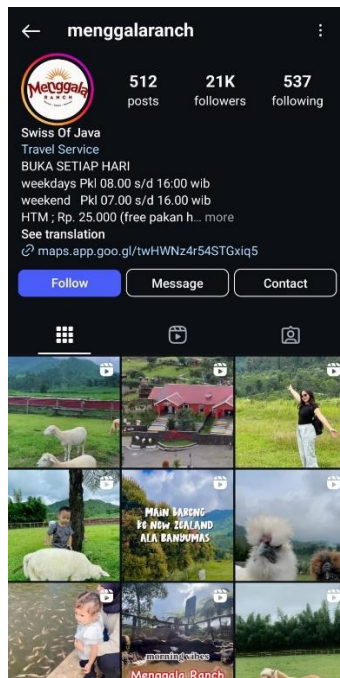 menggalaranch
Menggala
RANCH
512
posts
21K
followers
537
following
Swiss Of Java
Travel Service
BUKA SETIAP HARI
weekdays Pkl 08.00 s/d 16:00 wib
weekend Pkl 07.00 s/d 16.00 wib
HTM ; Rp. 25.000 (free pakan h... more
See translation
maps.app.goo.gl/twHWNz4r54STGxiq5
Follow
Message
Contact
MAIN BARENG
KE NEW ZEALAND
ALA BANYUMAS
morning vibes
Menggala Ranch